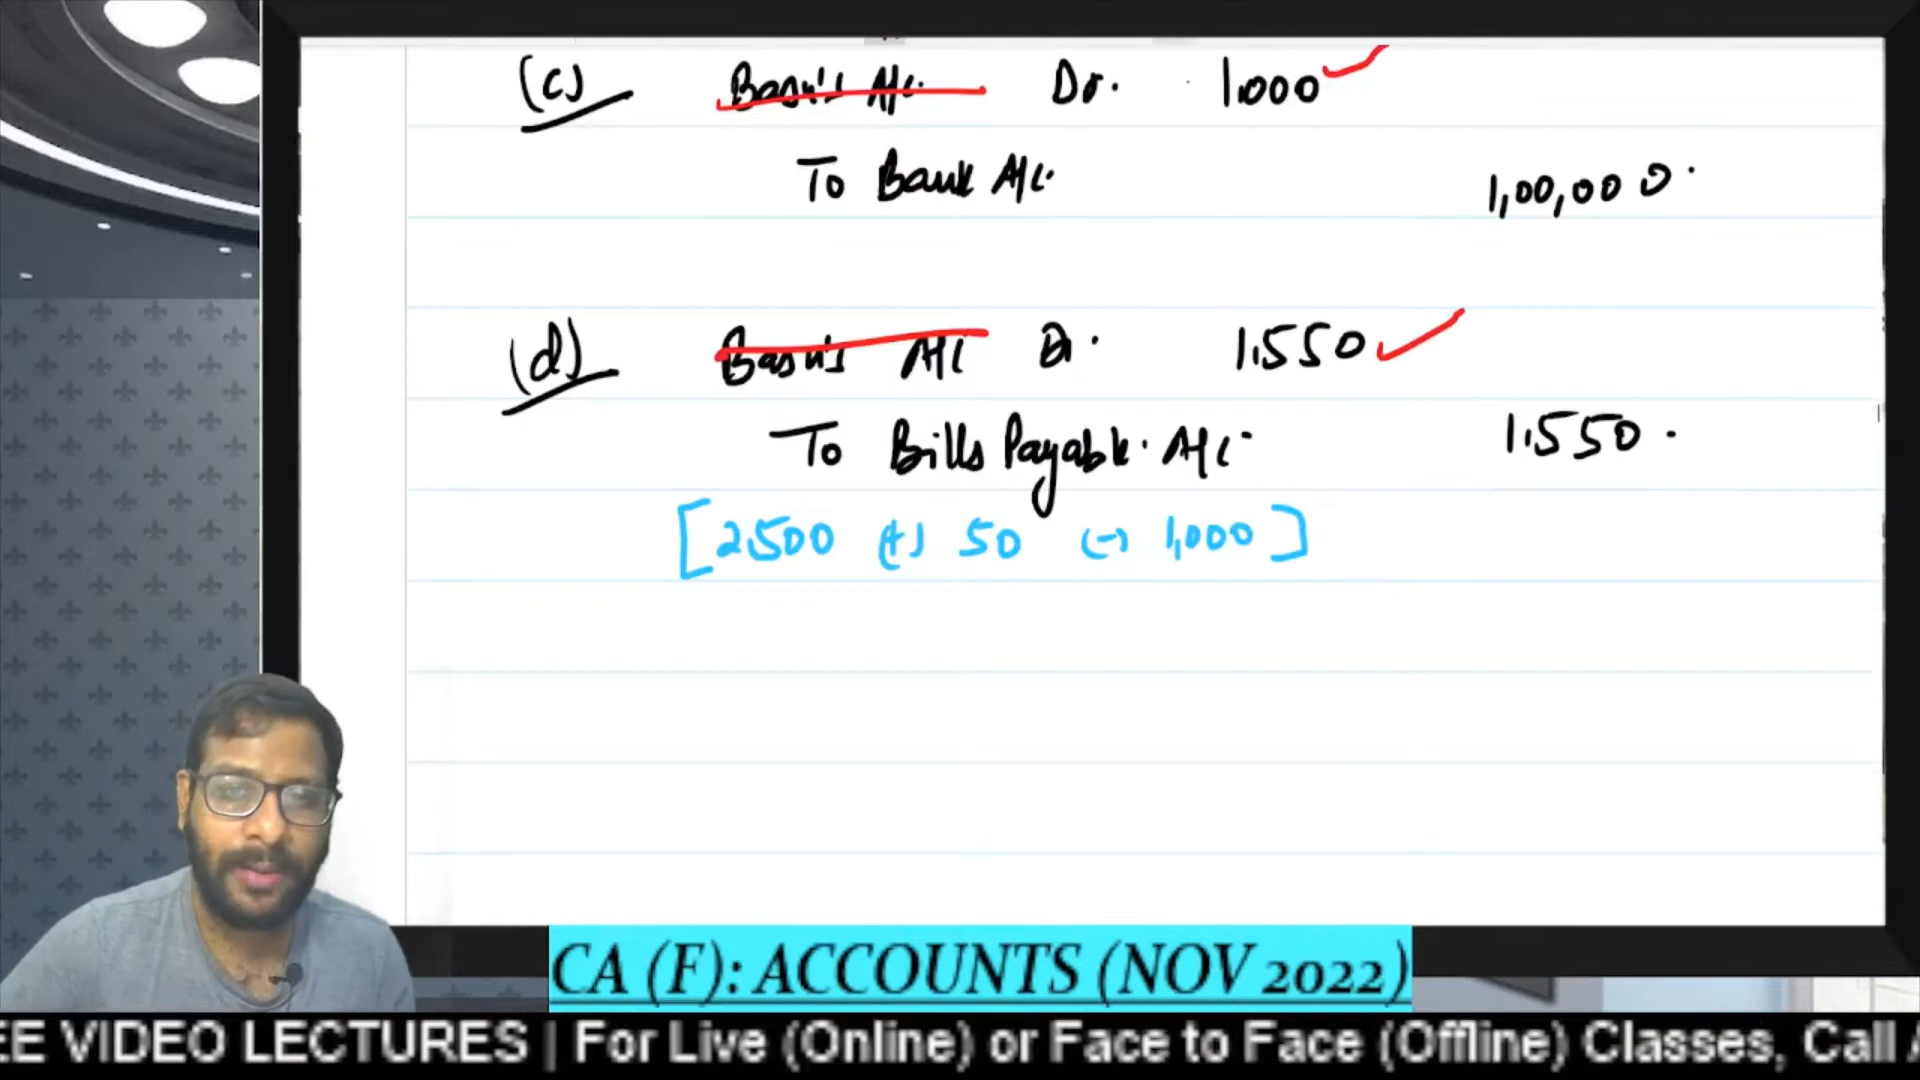 (c) Basu's A/c. Dr. 1,000
To Bank A/c. 1,00,000.
(d) Basu's A/c Dr. 1,550
To Bills Payable. A/c 1,550.
[2,500 (+) 50 (-) 1,000]
CA (F): ACCOUNTS (NOV 2022)
EE VIDEO LECTURES | For Live (Online) or Face to Face (Offline) Classes, Call